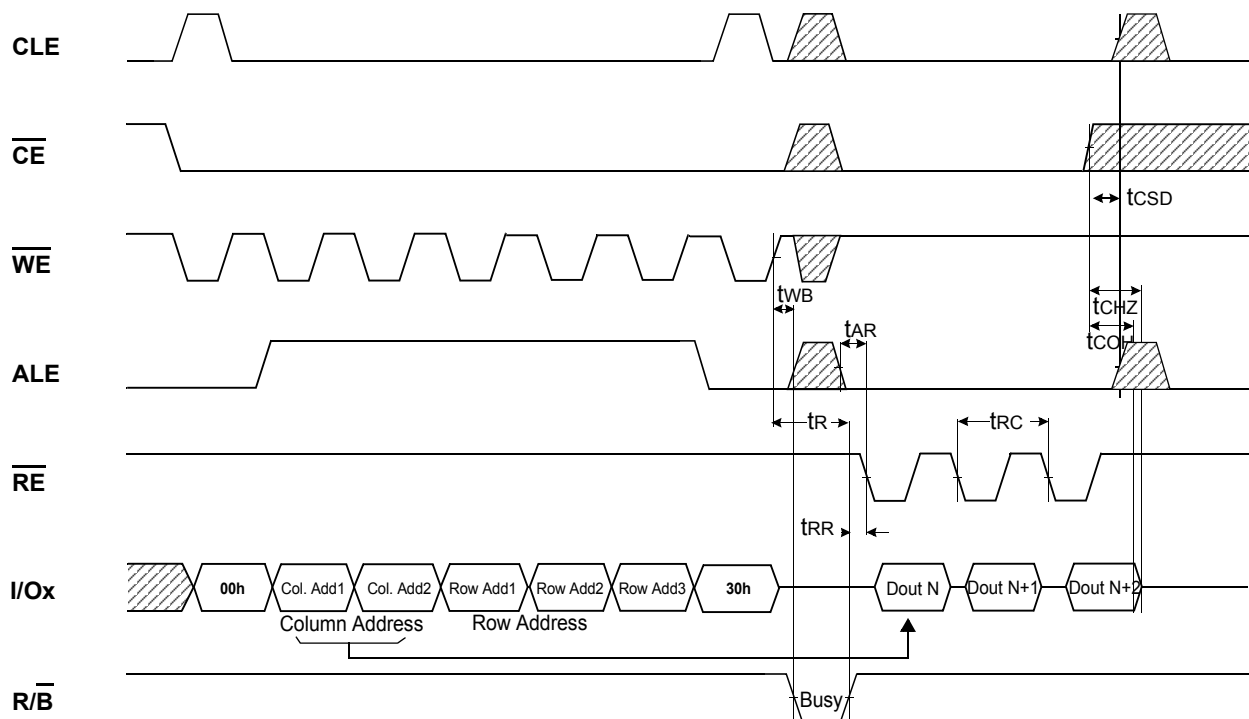 CLE
CE
tCSD
WE
tWB
tCHZ
tAR
tCOH
ALE
tR
tRC
RE
tRR
I/Ox
00h
Col. Add1
Col. Add2
Row Add1
Row Add2
Row Add3
30h
Dout N
Dout N+1
Dout N+2
Column Address
Row Address
R/B
Busy